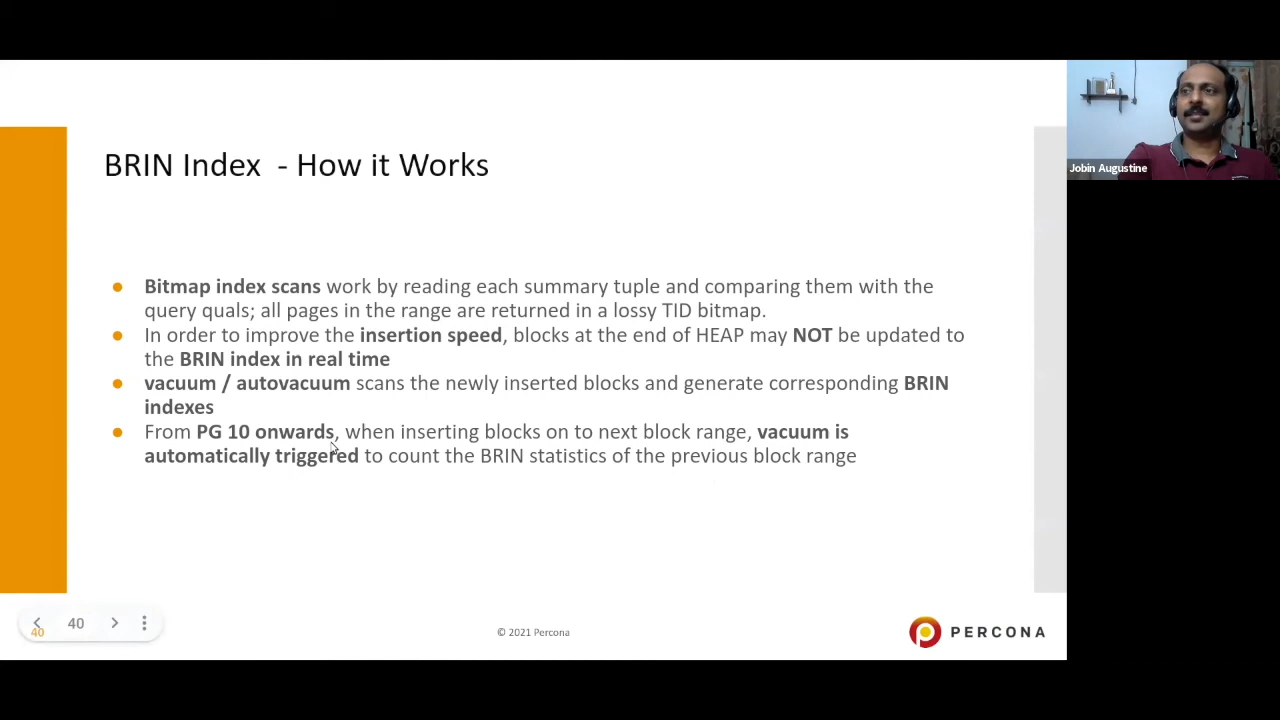 BRIN Index  - How it Works
● Bitmap index scans work by reading each summary tuple and comparing them with the
query quals; all pages in the range are returned in a lossy TID bitmap.
● In order to improve the insertion speed, blocks at the end of HEAP may NOT be updated to
the BRIN index in real time
● vacuum / autovacuum scans the newly inserted blocks and generate corresponding BRIN
indexes
● From PG 10 onwards, when inserting blocks on to next block range, vacuum is
automatically triggered to count the BRIN statistics of the previous block range
40
40
© 2021 Percona
PERCONA
Jobin Augustine